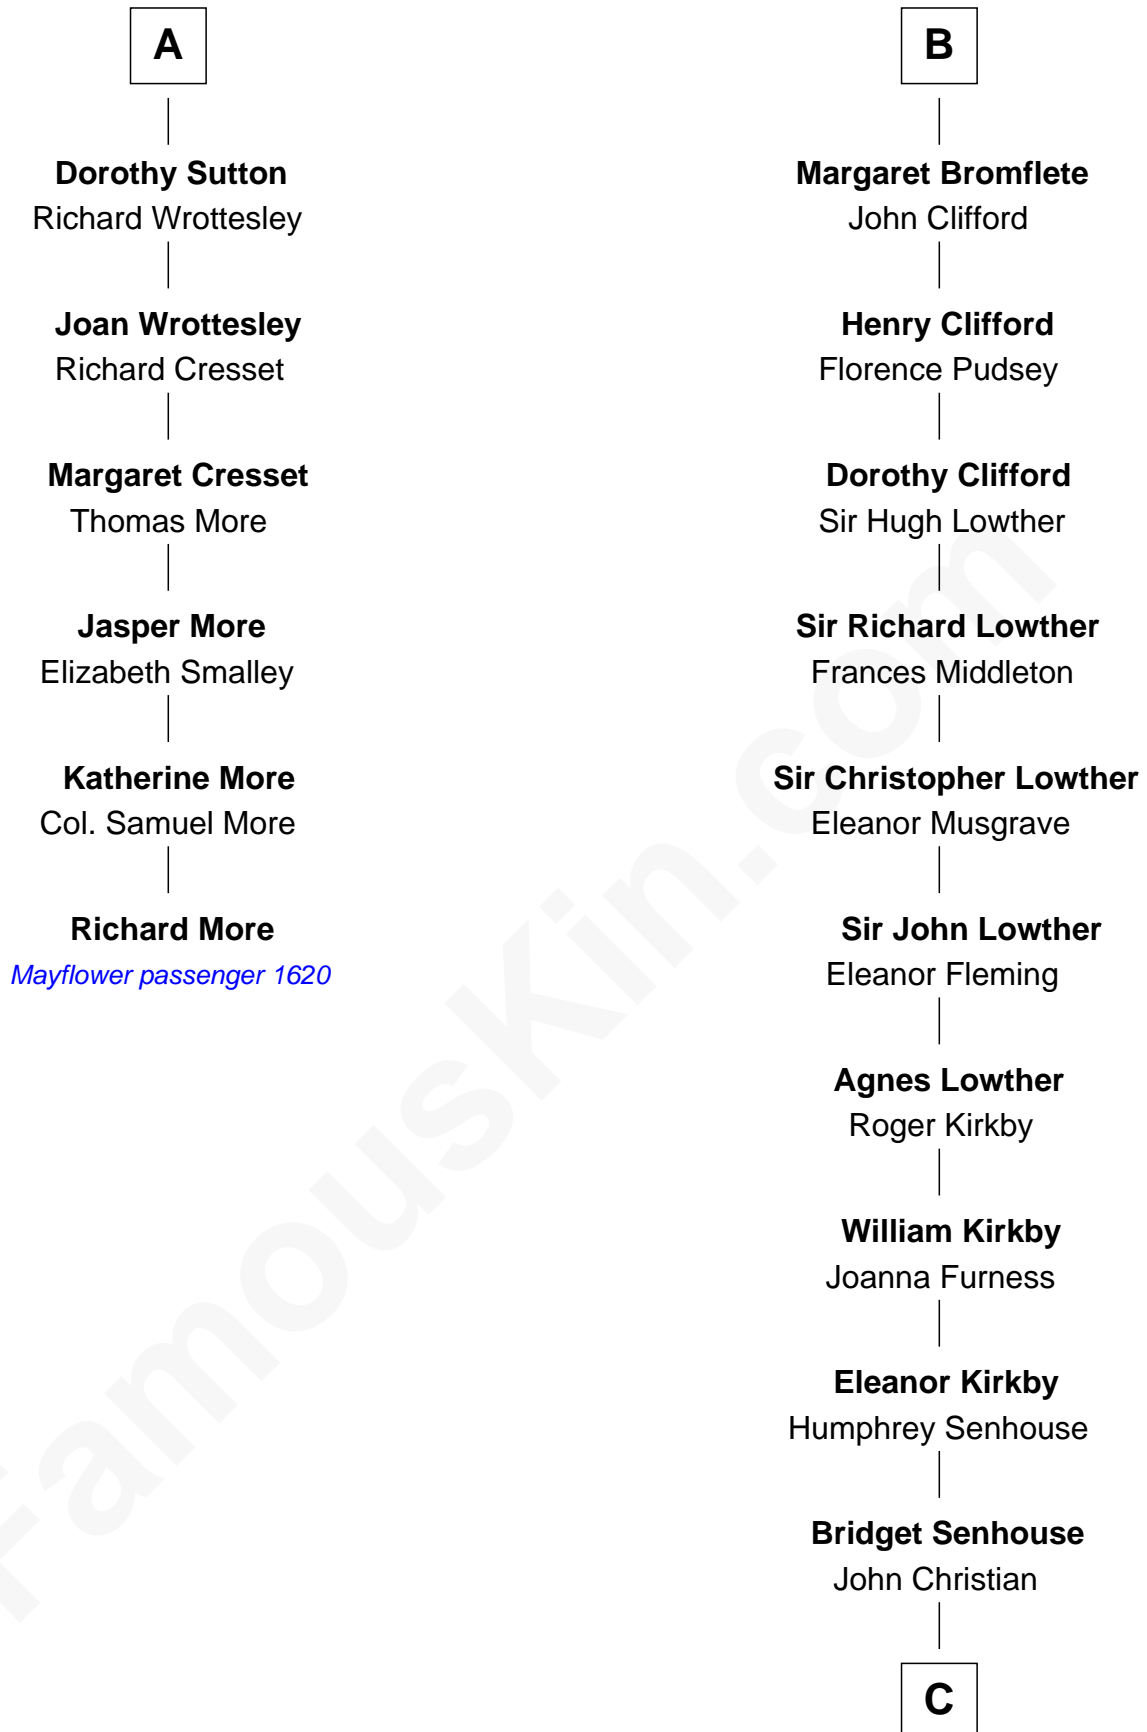 A
Dorothy Sutton
Richard Wrottesley
Joan Wrottesley
Richard Cresset
Margaret Cresset
Thomas More
Jasper More
Elizabeth Smalley
Katherine More
Col. Samuel More
Richard More
Mayflower passenger 1620
B
Margaret Bromflete
John Clifford
Henry Clifford
Florence Pudsey
Dorothy Clifford
Sir Hugh Lowther
Sir Richard Lowther
Frances Middleton
Sir Christopher Lowther
Eleanor Musgrave
Sir John Lowther
Eleanor Fleming
Agnes Lowther
Roger Kirkby
William Kirkby
Joanna Furness
Eleanor Kirkby
Humphrey Senhouse
Bridget Senhouse
John Christian
C
FamousKin.com